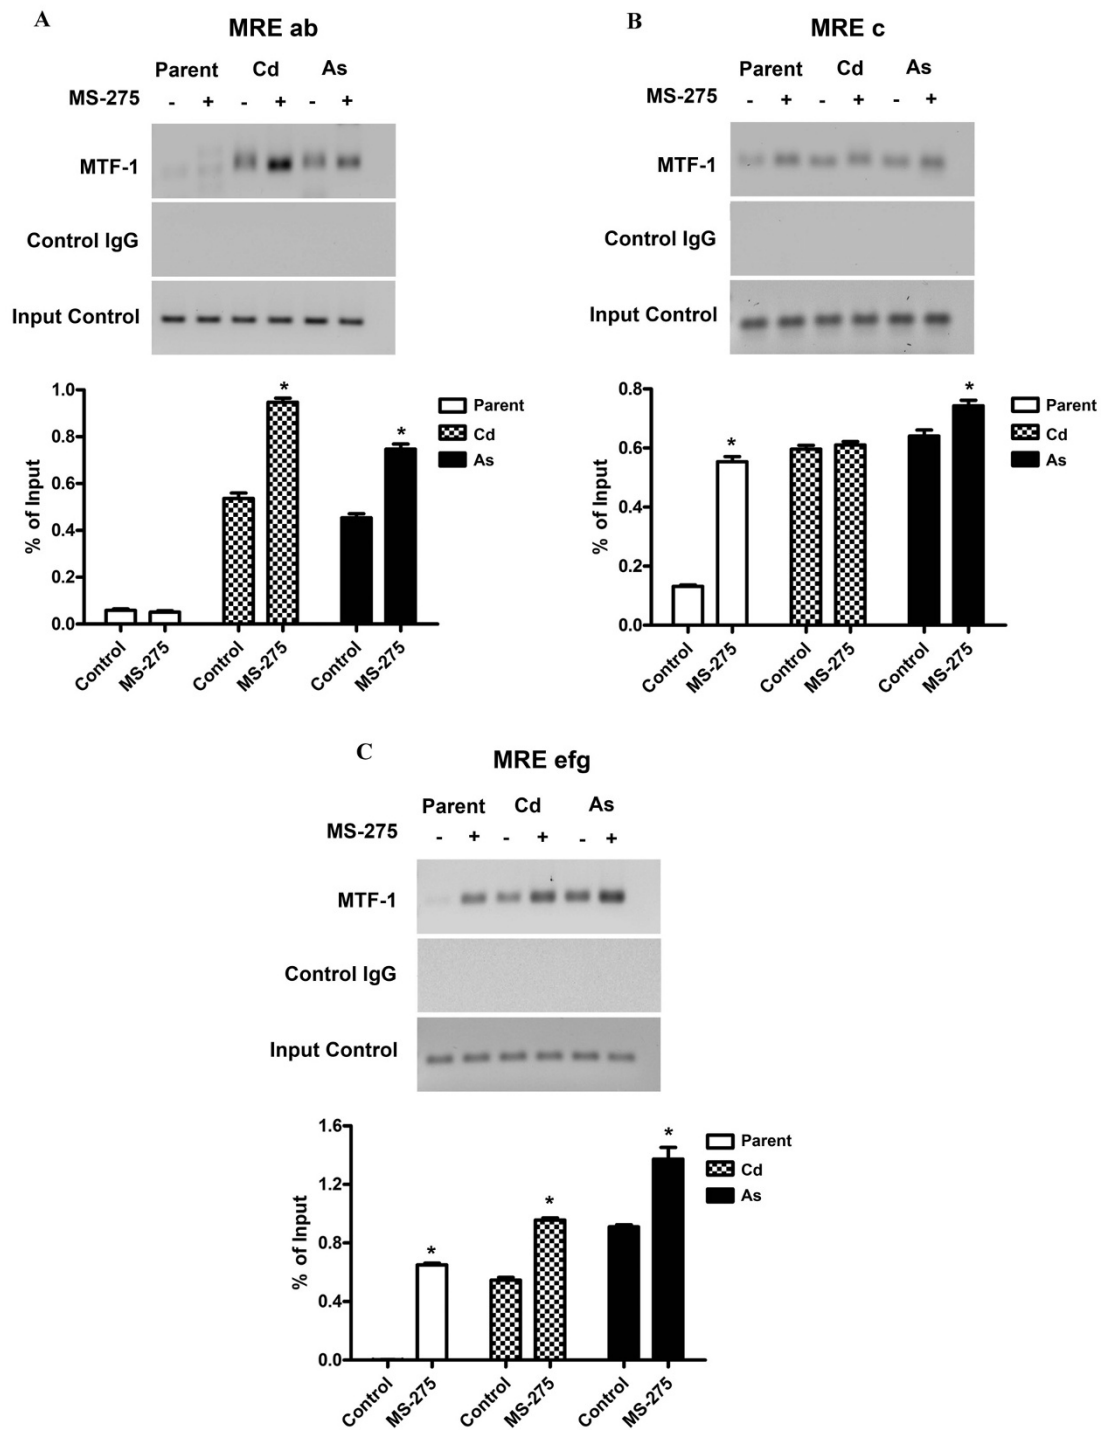 A
MRE ab
Parent Cd As
MS-275 - + - + - +
MTF-1
Control IgG
Input Control
% of Input
1.0
0.8
0.6
0.4
0.2
0.0
* *
Control MS-275 Control MS-275 Control MS-275
Parent
Cd
As
B
MRE c
Parent Cd As
MS-275 - + - + - +
MTF-1
Control IgG
Input Control
% of Input
0.8
0.6
0.4
0.2
0.0
* *
Control MS-275 Control MS-275 Control MS-275
Parent
Cd
As
C
MRE efg
Parent Cd As
MS-275 - + - + - +
MTF-1
Control IgG
Input Control
% of Input
1.6
1.2
0.8
0.4
0.0
* * *
Control MS-275 Control MS-275 Control MS-275
Parent
Cd
As